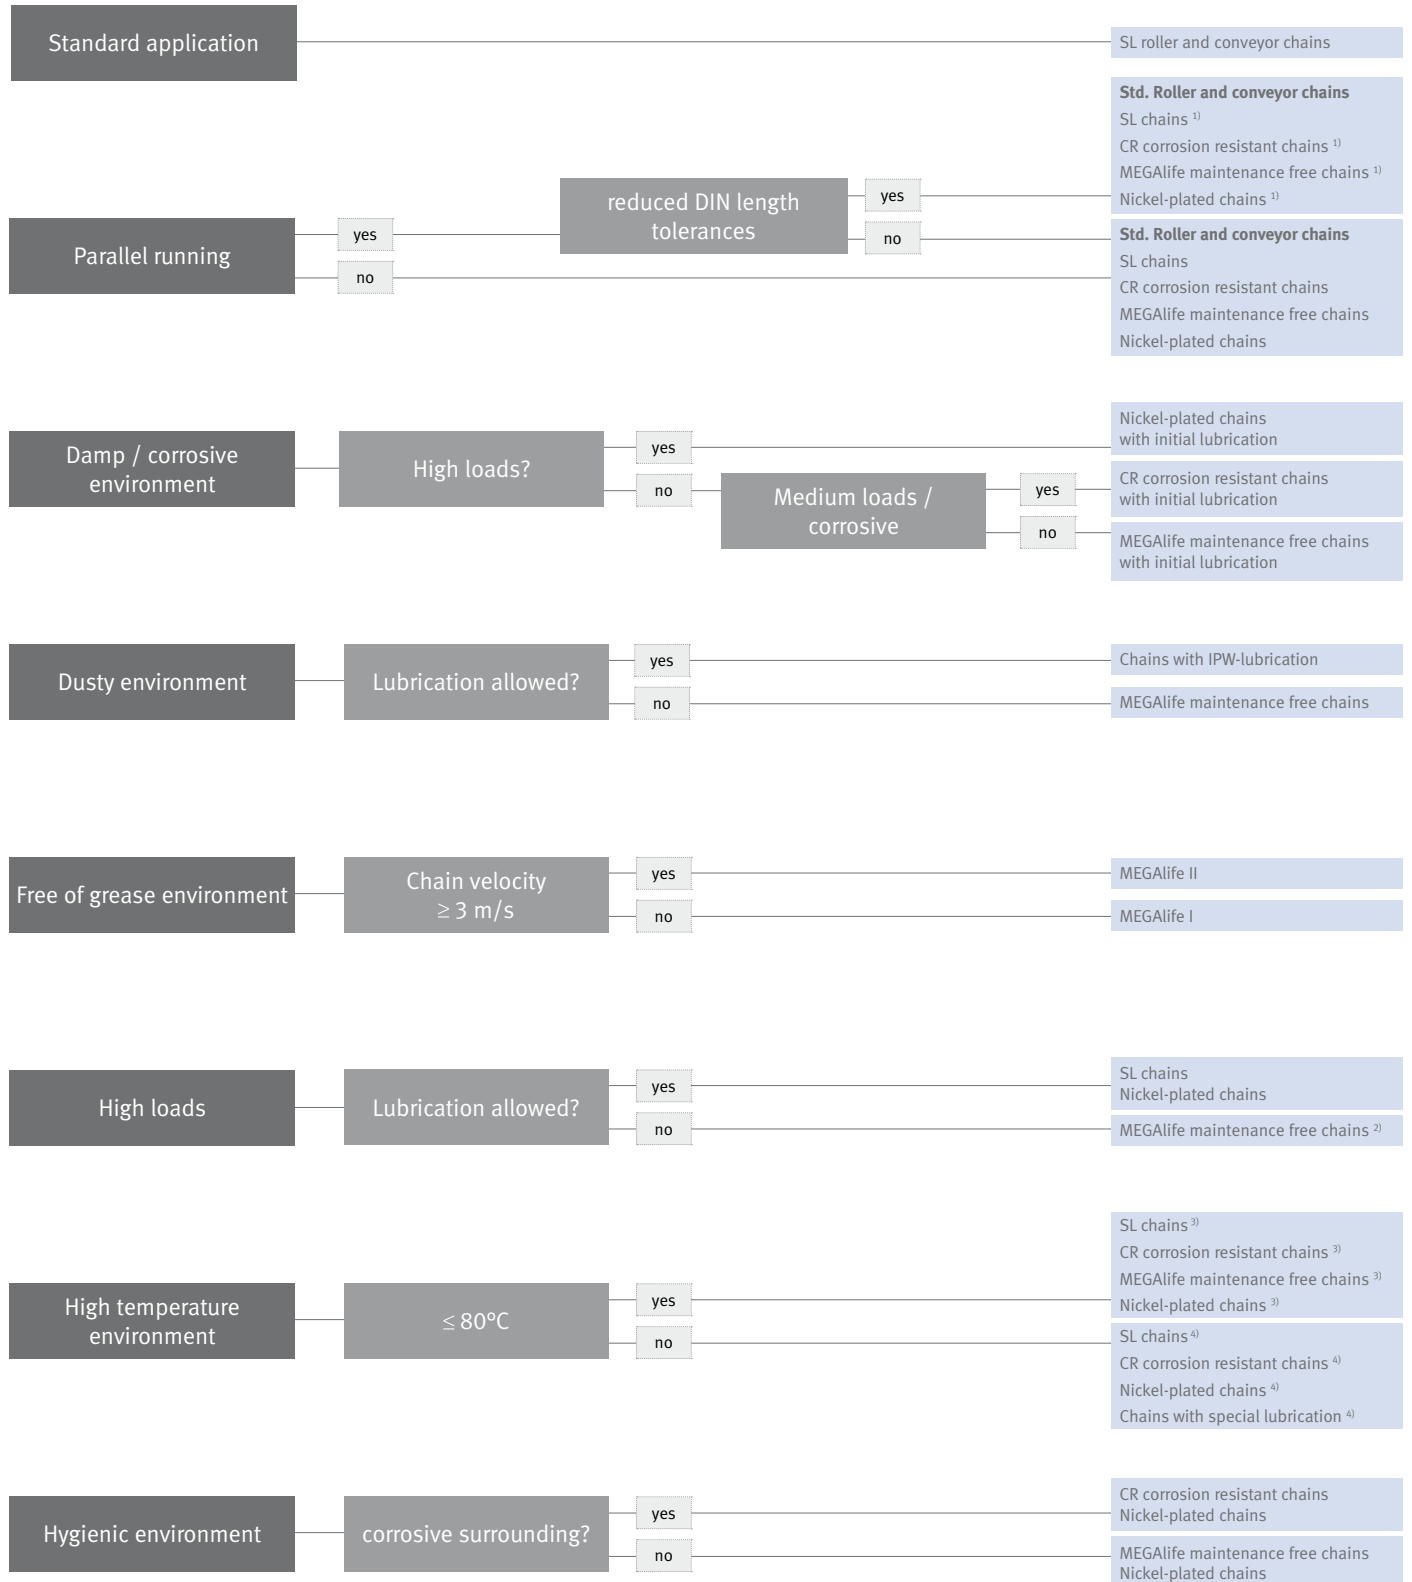 Standard application
SL roller and conveyor chains
Parallel running
yes
no
reduced DIN length
tolerances
yes
no
Std. Roller and conveyor chains
SL chains 1)
CR corrosion resistant chains 1)
MEGAlife maintenance free chains 1)
Nickel-plated chains 1)
Std. Roller and conveyor chains
SL chains
CR corrosion resistant chains
MEGAlife maintenance free chains
Nickel-plated chains
Damp / corrosive
environment
High loads?
yes
no
Medium loads /
corrosive
yes
no
Nickel-plated chains
with initial lubrication
CR corrosion resistant chains
with initial lubrication
MEGAlife maintenance free chains
with initial lubrication
Dusty environment
Lubrication allowed?
yes
no
Chains with IPW-lubrication
MEGAlife maintenance free chains
Free of grease environment
Chain velocity
≥ 3 m/s
yes
no
MEGAlife II
MEGAlife I
High loads
Lubrication allowed?
yes
no
SL chains
Nickel-plated chains
MEGAlife maintenance free chains 2)
High temperature
environment
≤ 80°C
yes
no
SL chains 3)
CR corrosion resistant chains 3)
MEGAlife maintenance free chains 3)
Nickel-plated chains 3)
SL chains 4)
CR corrosion resistant chains 4)
Nickel-plated chains 4)
Chains with special lubrication 4)
Hygienic environment
corrosive surrounding?
yes
no
CR corrosion resistant chains
Nickel-plated chains
MEGAlife maintenance free chains
Nickel-plated chains